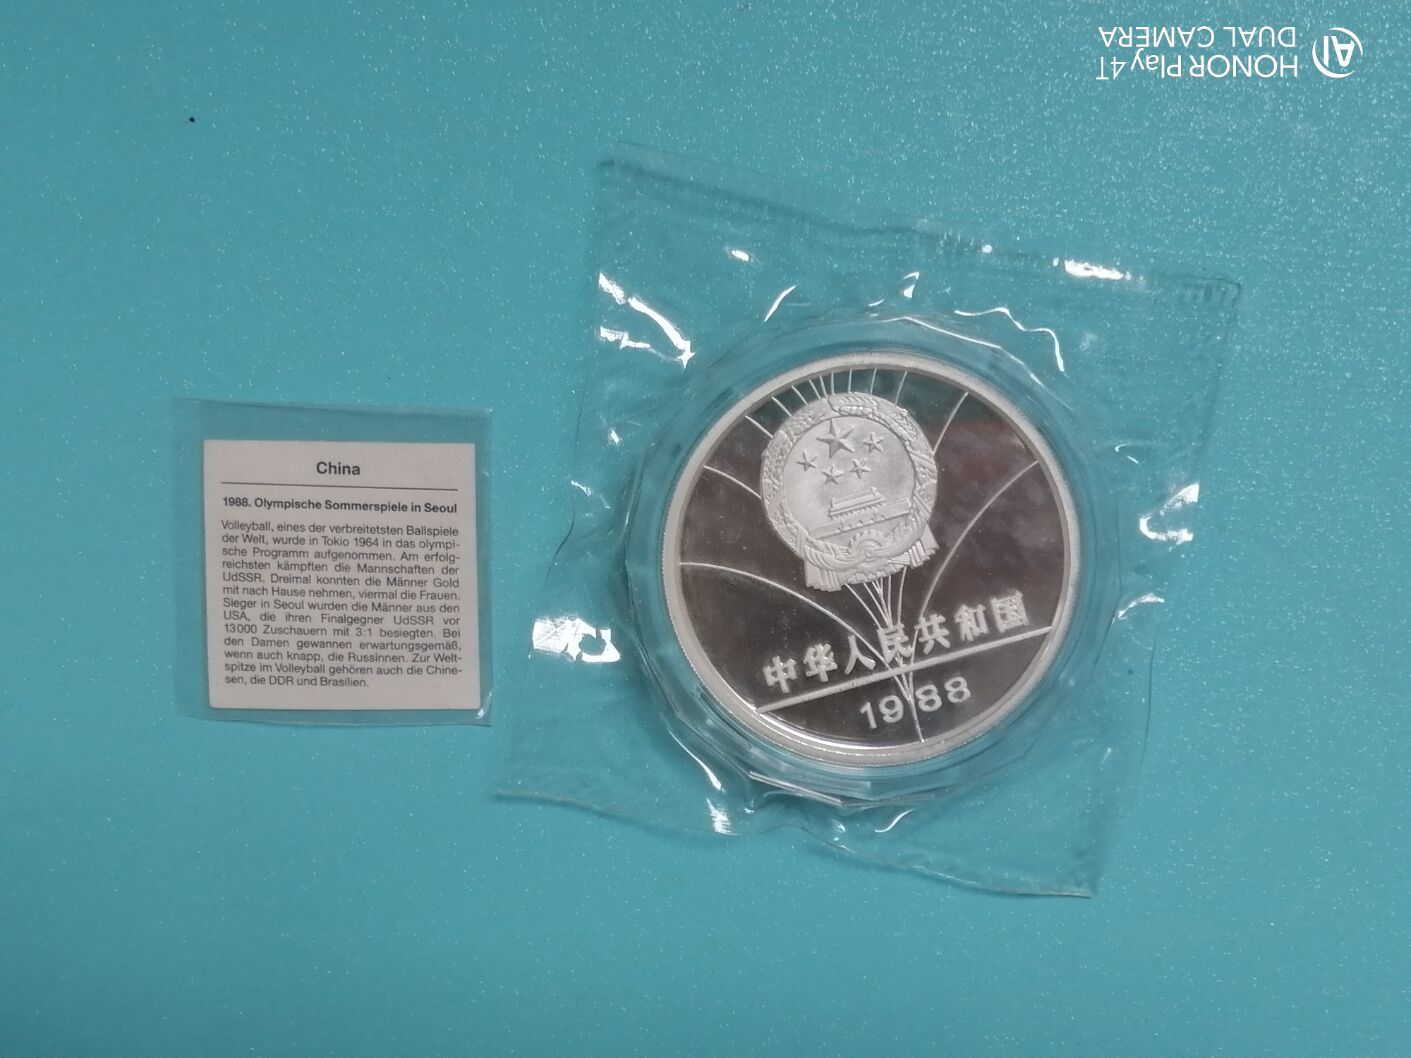 HONOR Play 4T
DUAL CAMERA
AI
China
1988. Olympische Sommerspiele in Seoul
Volleyball, eines der verbreitetsten Ballspiele
der Welt, wurde in Tokio 1964 in das olympi-
sche Programm aufgenommen. Am erfolg-
reichsten kämpften die Mannschaften der
UdSSR. Dreimal konnten die Männer Gold
mit nach Hause nehmen, viermal die Frauen.
Sieger in Seoul wurden die Männer aus den
USA, die ihren Finalgegner UdSSR vor
13000 Zuschauern mit 3:1 besiegten. Bei
den Damen gewannen erwartungsgemäß,
wenn auch knapp, die Russinnen. Zur Welt-
spitze im Volleyball gehören auch die Chine-
sen, die DDR und Brasilien.
中华人民共和国
1988